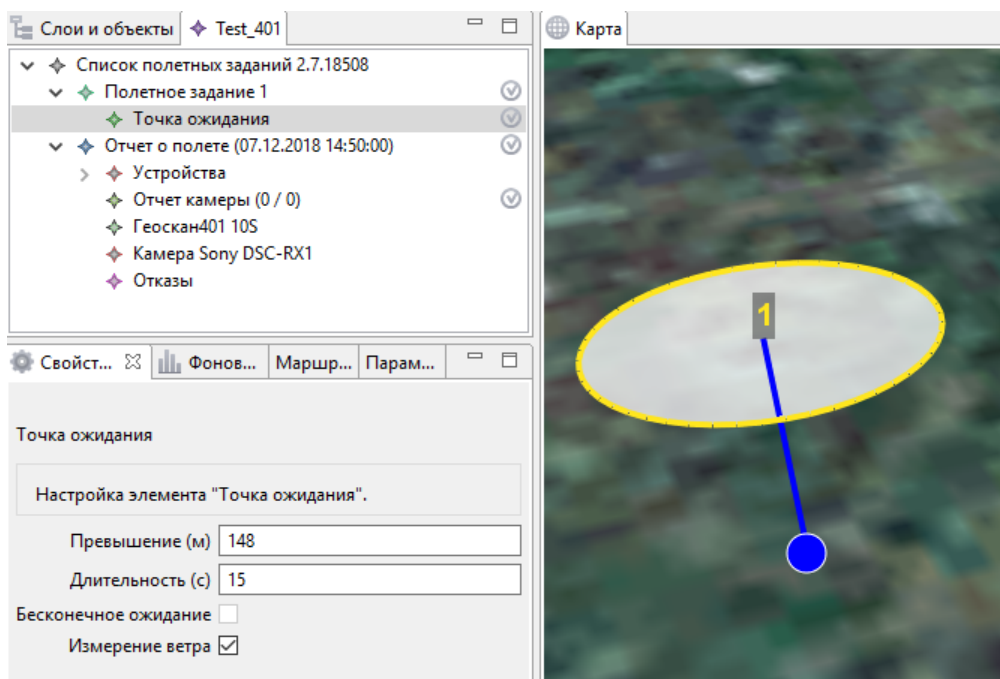 Слои и объекты
Test_401
Список полетных заданий 2.7.18508
Полетное задание 1
Точка ожидания
Отчет о полете (07.12.2018 14:50:00)
Устройства
Отчет камеры (0 / 0)
Геоскан401 10S
Камера Sony DSC-RX1
Отказы
Свойст...
Фонов...
Маршр...
Парам...
Точка ожидания
Настройка элемента "Точка ожидания".
Превышение (м) 148
Длительность (с) 15
Бесконечное ожидание
Измерение ветра
Карта
1